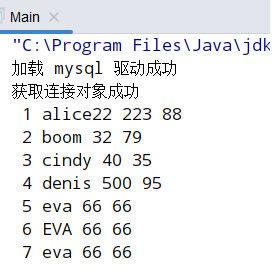 Main
"C:\Program Files\Java\jdk
加载 mysql 驱动成功
获取连接对象成功
1 alice22 223 88
2 boom 32 79
3 cindy 40 35
4 denis 500 95
5 eva 66 66
6 EVA 66 66
7 eva 66 66